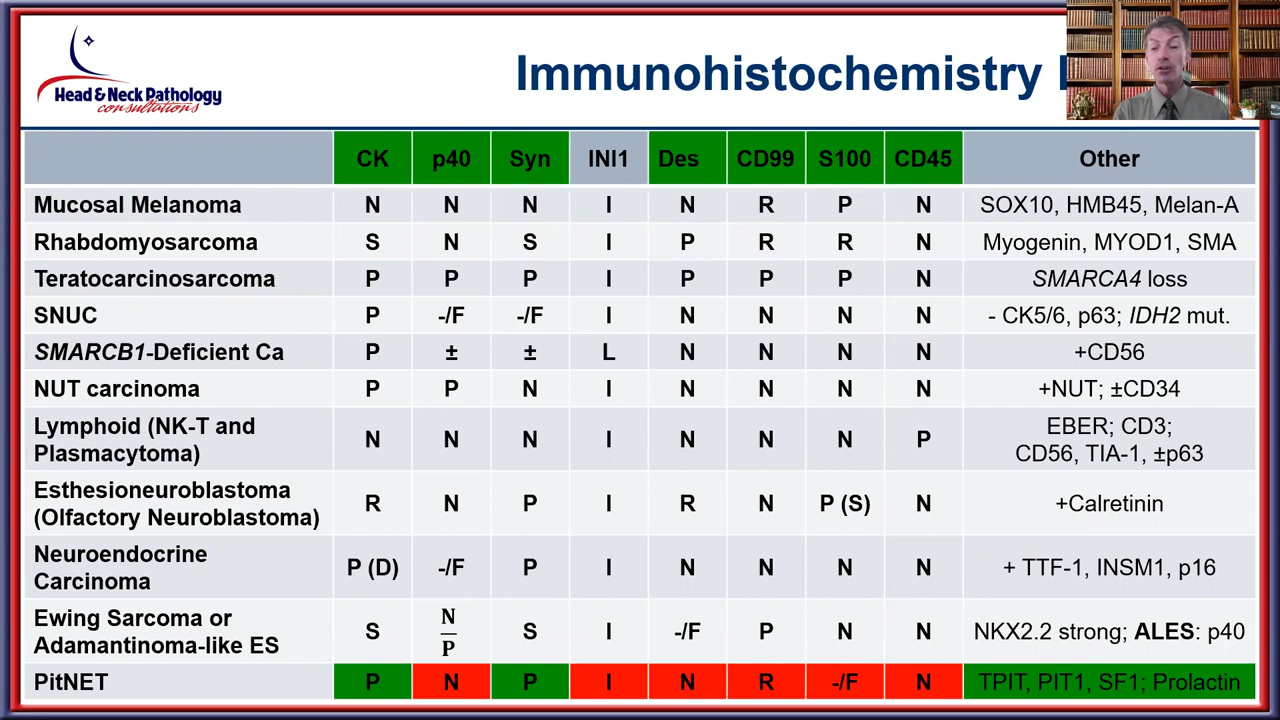 Head & Neck Pathology
consultations
Immunohistochemistry
CK p40 Syn INI1 Des CD99 S100 CD45 Other
Mucosal Melanoma N N N I N R P N SOX10, HMB45, Melan-A
Rhabdomyosarcoma S N S I P R R N Myogenin, MYOD1, SMA
Teratocarcinosarcoma P P P I P P P N SMARCA4 loss
SNUC P -/F -/F I N N N N - CK5/6, p63; IDH2 mut.
SMARCB1-Deficient Ca P ± ± L N N N N +CD56
NUT carcinoma P P N I N N N N +NUT; ±CD34
Lymphoid (NK-T and
Plasmacytoma) N N N I N N N P EBER; CD3;
CD56, TIA-1, ±p63
Esthesioneuroblastoma
(Olfactory Neuroblastoma) R N P I R N P (S) N +Calretinin
Neuroendocrine
Carcinoma P (D) -/F P I N N N N + TTF-1, INSM1, p16
Ewing Sarcoma or
Adamantinoma-like ES S N/P S I -/F P N N NKX2.2 strong; ALES: p40
PitNET P N P I N R -/F N TPIT, PIT1, SF1; Prolactin